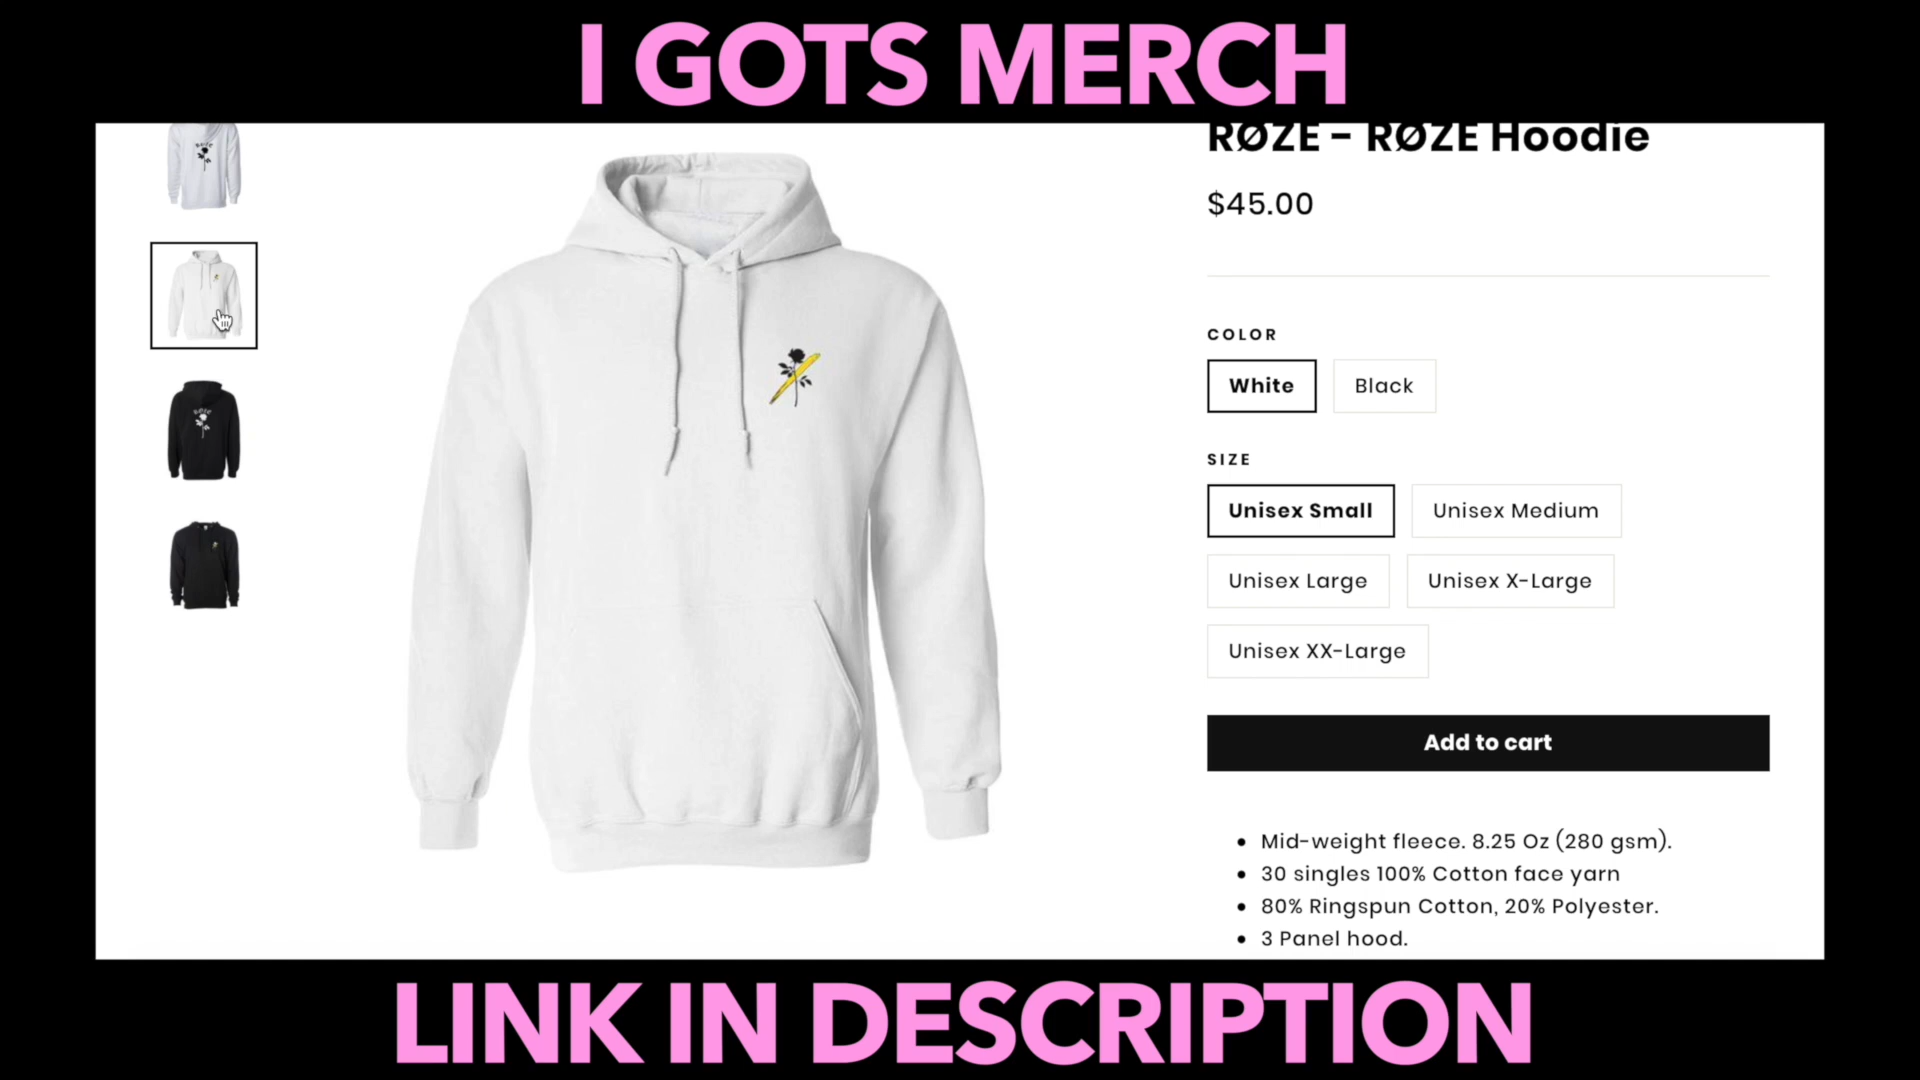 I GOTS MERCH
RØZE - RØZE Hoodie
$45.00
COLOR
White
Black
SIZE
Unisex Small
Unisex Medium
Unisex Large
Unisex X-Large
Unisex XX-Large
Add to cart
Mid-weight fleece. 8.25 Oz (280 gsm).
30 singles 100% Cotton face yarn
80% Ringspun Cotton, 20% Polyester.
3 Panel hood.
LINK IN DESCRIPTION